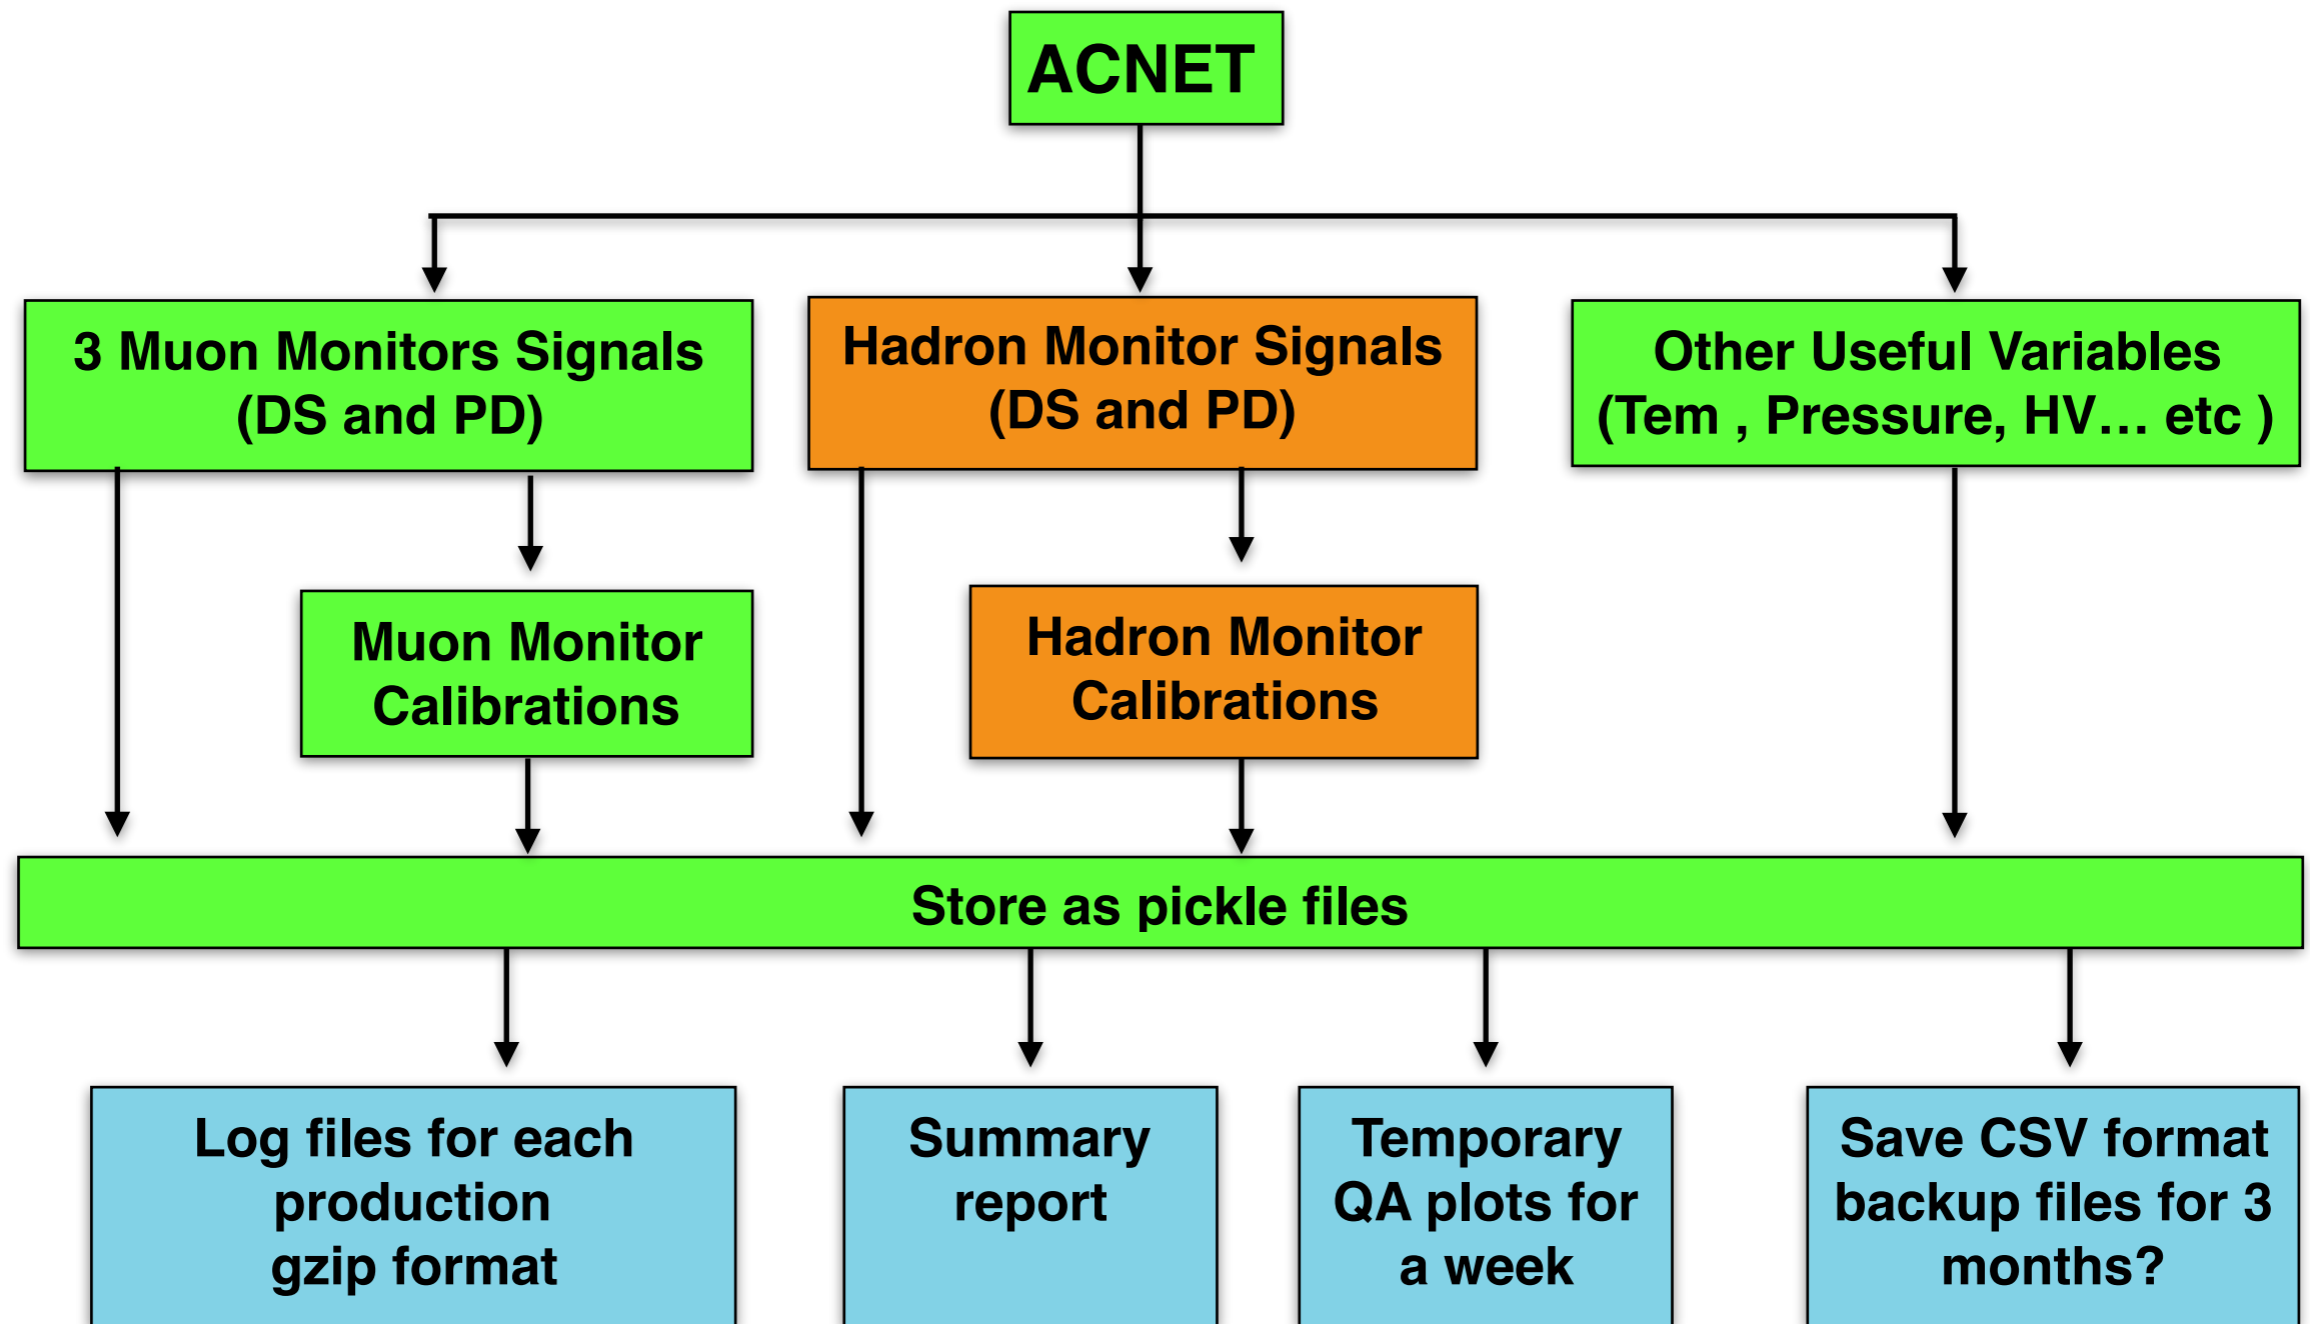 ACNET
3 Muon Monitors Signals
(DS and PD)
Hadron Monitor Signals
(DS and PD)
Other Useful Variables
(Tem , Pressure, HV… etc )
Muon Monitor
Calibrations
Hadron Monitor
Calibrations
Store as pickle files
Log files for each
production
gzip format
Summary
report
Temporary
QA plots for
a week
Save CSV format
backup files for 3
months?